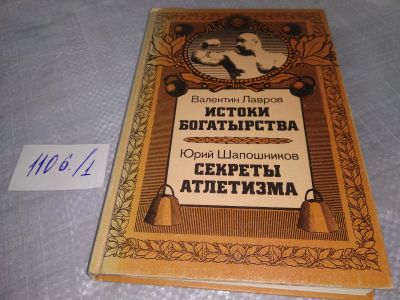 Валентин Лавров
ИСТОКИ
БОГАТЫРСТВА
Юрий Шапошников
СЕКРЕТЫ
АТЛЕТИЗМА
1106/1